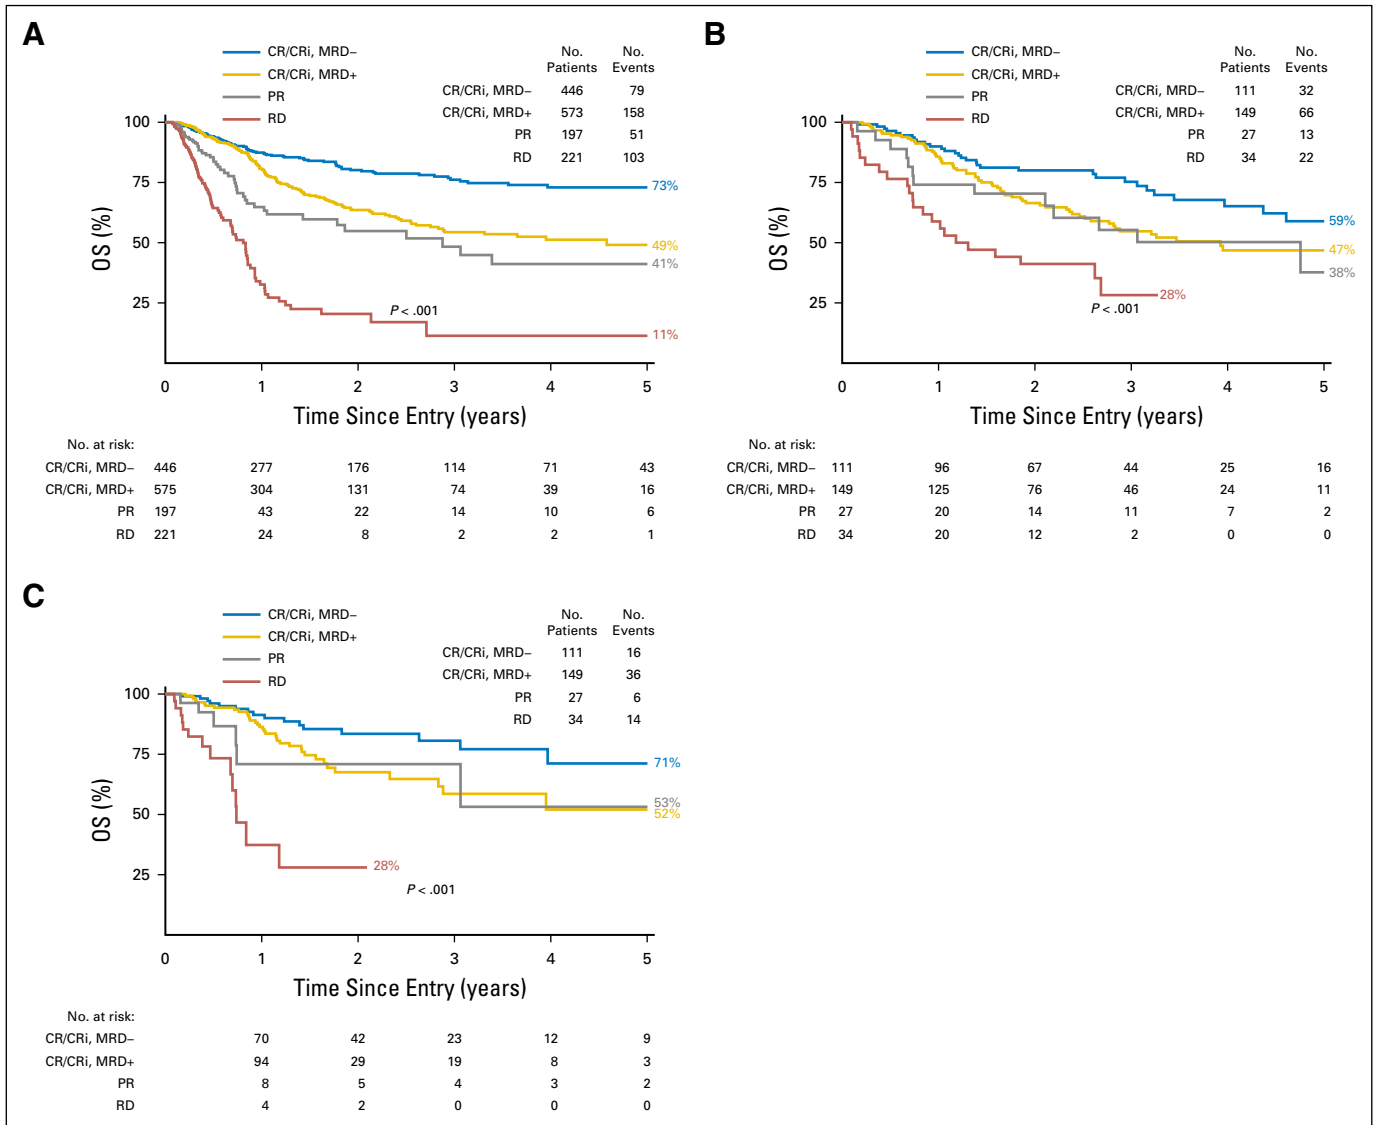 A
CR/CRi, MRD–
CR/CRi, MRD+
PR
RD
No. Patients No. Events
CR/CRi, MRD– 446 79
CR/CRi, MRD+ 573 158
PR 197 51
RD 221 103
100
75
50
25
OS (%)
73%
49%
41%
11%
P < .001
0 1 2 3 4 5
Time Since Entry (years)
No. at risk:
CR/CRi, MRD– 446 277 176 114 71 43
CR/CRi, MRD+ 575 304 131 74 39 16
PR 197 43 22 14 10 6
RD 221 24 8 2 2 1
B
CR/CRi, MRD–
CR/CRi, MRD+
PR
RD
No. Patients No. Events
CR/CRi, MRD– 111 32
CR/CRi, MRD+ 149 66
PR 27 13
RD 34 22
100
75
50
25
OS (%)
59%
47%
38%
28%
P < .001
0 1 2 3 4 5
Time Since Entry (years)
No. at risk:
CR/CRi, MRD– 111 96 67 44 25 16
CR/CRi, MRD+ 149 125 76 46 24 11
PR 27 20 14 11 7 2
RD 34 20 12 2 0 0
C
CR/CRi, MRD–
CR/CRi, MRD+
PR
RD
No. Patients No. Events
CR/CRi, MRD– 111 16
CR/CRi, MRD+ 149 36
PR 27 6
RD 34 14
100
75
50
25
OS (%)
71%
53%
52%
28%
P < .001
0 1 2 3 4 5
Time Since Entry (years)
No. at risk:
CR/CRi, MRD– 70 42 23 12 9
CR/CRi, MRD+ 94 29 19 8 3
PR 8 5 4 3 2
RD 4 2 0 0 0